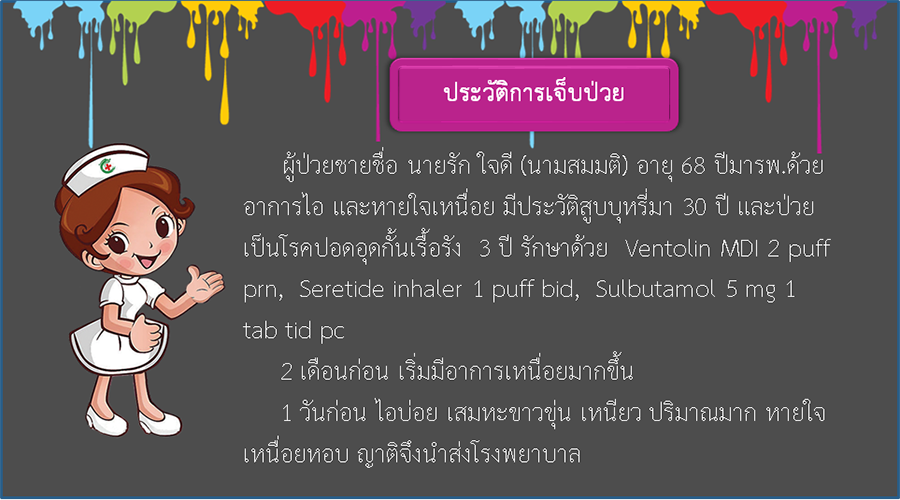 ประวัติการเจ็บป่วย
ผู้ป่วยชายชื่อ นายรัก ใจดี (นามสมมติ) อายุ 68 ปีมารพ.ด้วย
อาการไอ และหายใจเหนื่อย มีประวัติสูบบุหรี่มา 30 ปี และป่วย
เป็นโรคปอดอุดกั้นเรื้อรัง 3 ปี รักษาด้วย Ventolin MDI 2 puff
prn, Seretide inhaler 1 puff bid, Sulbutamol 5 mg 1
tab tid pc
2 เดือนก่อน เริ่มมีอาการเหนื่อยมากขึ้น
1 วันก่อน ไอบ่อย เสมหะขาวขุ่น เหนียว ปริมาณมาก หายใจ
เหนื่อยหอบ ญาติจึงนำส่งโรงพยาบาล